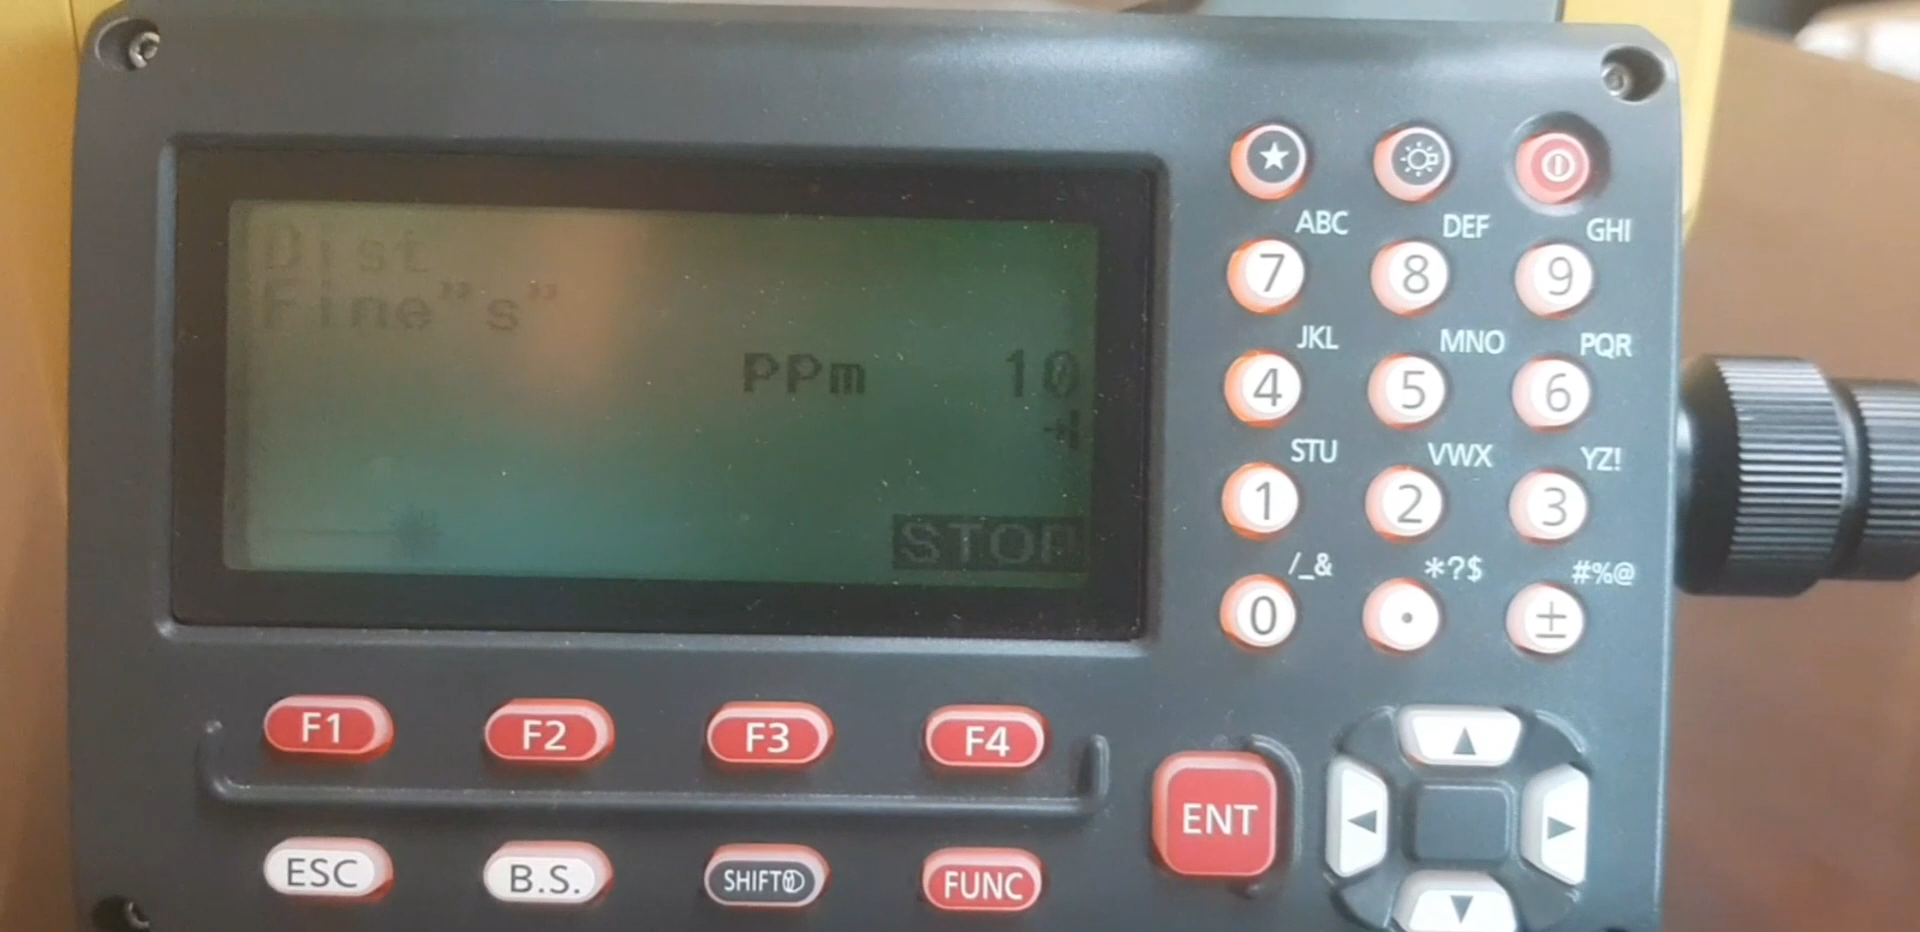 Dist
Fine"s"
PPm 10
STOP
ABC DEF GHI
7 8 9
JKL MNO PQR
4 5 6
STU VWX YZ!
1 2 3
/_& *?$ #%@
0 • ±
F1 F2 F3 F4
ENT
ESC B.S. SHIFT FUNC